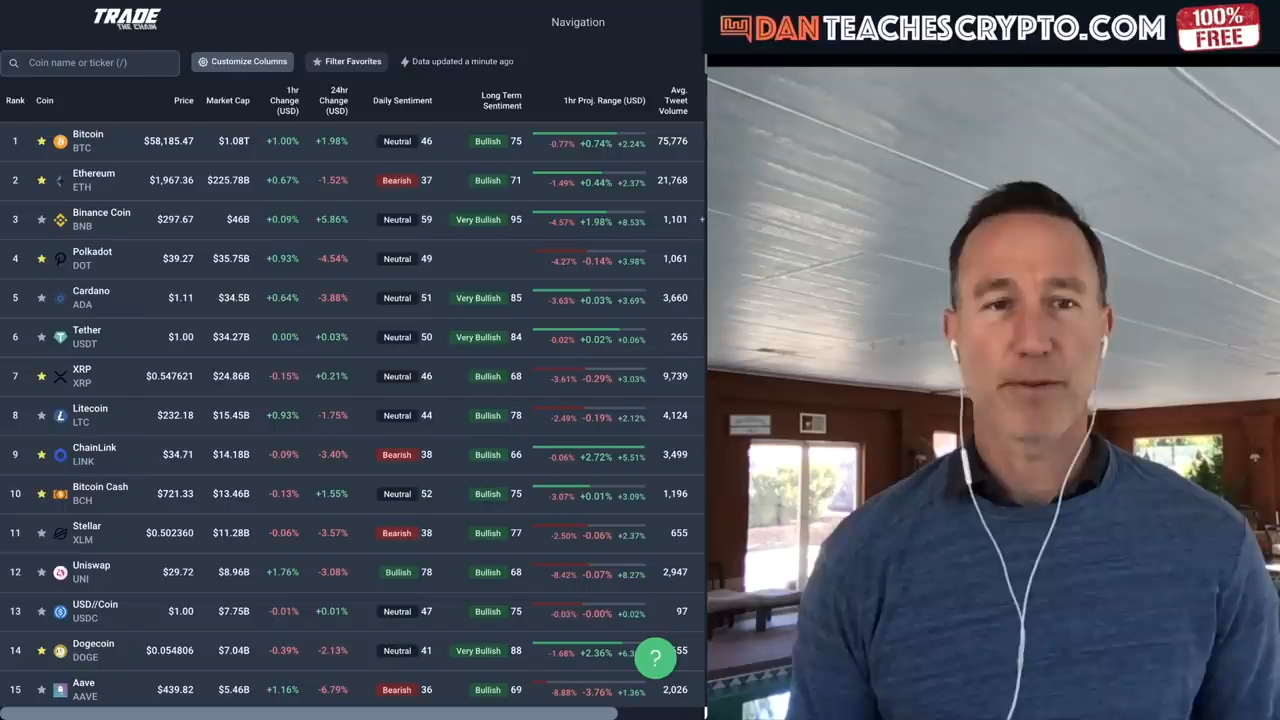 TRADE
THE CHAIN
Navigation
DANTEACHESCRYPTO.COM
100%
FREE
Coin name or ticker (/)
Customize Columns
Filter Favorites
Data updated a minute ago
Rank Coin Price Market Cap 1hr Change (USD) 24hr Change (USD) Daily Sentiment Long Term Sentiment 1hr Proj. Range (USD) Avg. Tweet Volume
1 Bitcoin BTC $58,185.47 $1.08T +1.00% +1.98% Neutral 46 Bullish 75 -0.77% +0.74% +2.24% 75,776
2 Ethereum ETH $1,967.36 $225.78B +0.67% -1.52% Bearish 37 Bullish 71 -1.49% +0.44% +2.37% 21,768
3 Binance Coin BNB $297.67 $46B +0.09% +5.86% Neutral 59 Very Bullish 95 -4.57% +1.98% +8.53% 1,101 +
4 Polkadot DOT $39.27 $35.75B +0.93% -4.54% Neutral 49 -4.27% -0.14% +3.98% 1,061
5 Cardano ADA $1.11 $34.5B +0.64% -3.88% Neutral 51 Very Bullish 85 -3.63% +0.03% +3.69% 3,660
6 Tether USDT $1.00 $34.27B 0.00% +0.03% Neutral 50 Very Bullish 84 -0.02% +0.02% +0.06% 265
7 XRP XRP $0.547621 $24.86B -0.15% +0.21% Neutral 46 Bullish 68 -3.61% -0.29% +3.03% 9,739
8 Litecoin LTC $232.18 $15.45B +0.93% -1.75% Neutral 44 Bullish 78 -2.49% -0.19% +2.12% 4,124
9 ChainLink LINK $34.71 $14.18B -0.09% -3.40% Bearish 38 Bullish 66 -0.06% +2.72% +5.51% 3,499
10 Bitcoin Cash BCH $721.33 $13.46B -0.13% +1.55% Neutral 52 Bullish 75 -3.07% +0.01% +3.09% 1,196
11 Stellar XLM $0.502360 $11.28B -0.06% -3.57% Bearish 38 Bullish 77 -2.50% -0.06% +2.37% 655
12 Uniswap UNI $29.72 $8.96B +1.76% -3.08% Bullish 78 Bullish 68 -8.42% -0.07% +8.27% 2,947
13 USD//Coin USDC $1.00 $7.75B -0.01% +0.01% Neutral 47 Bullish 75 -0.03% -0.00% +0.02% 97
14 Dogecoin DOGE $0.054806 $7.04B -0.39% -2.13% Neutral 41 Very Bullish 88 -1.68% +2.36%
?
15 Aave AAVE $439.82 $5.46B +1.16% -6.79% Bearish 36 Bullish 69 -8.88% -3.76% +1.36% 2,026